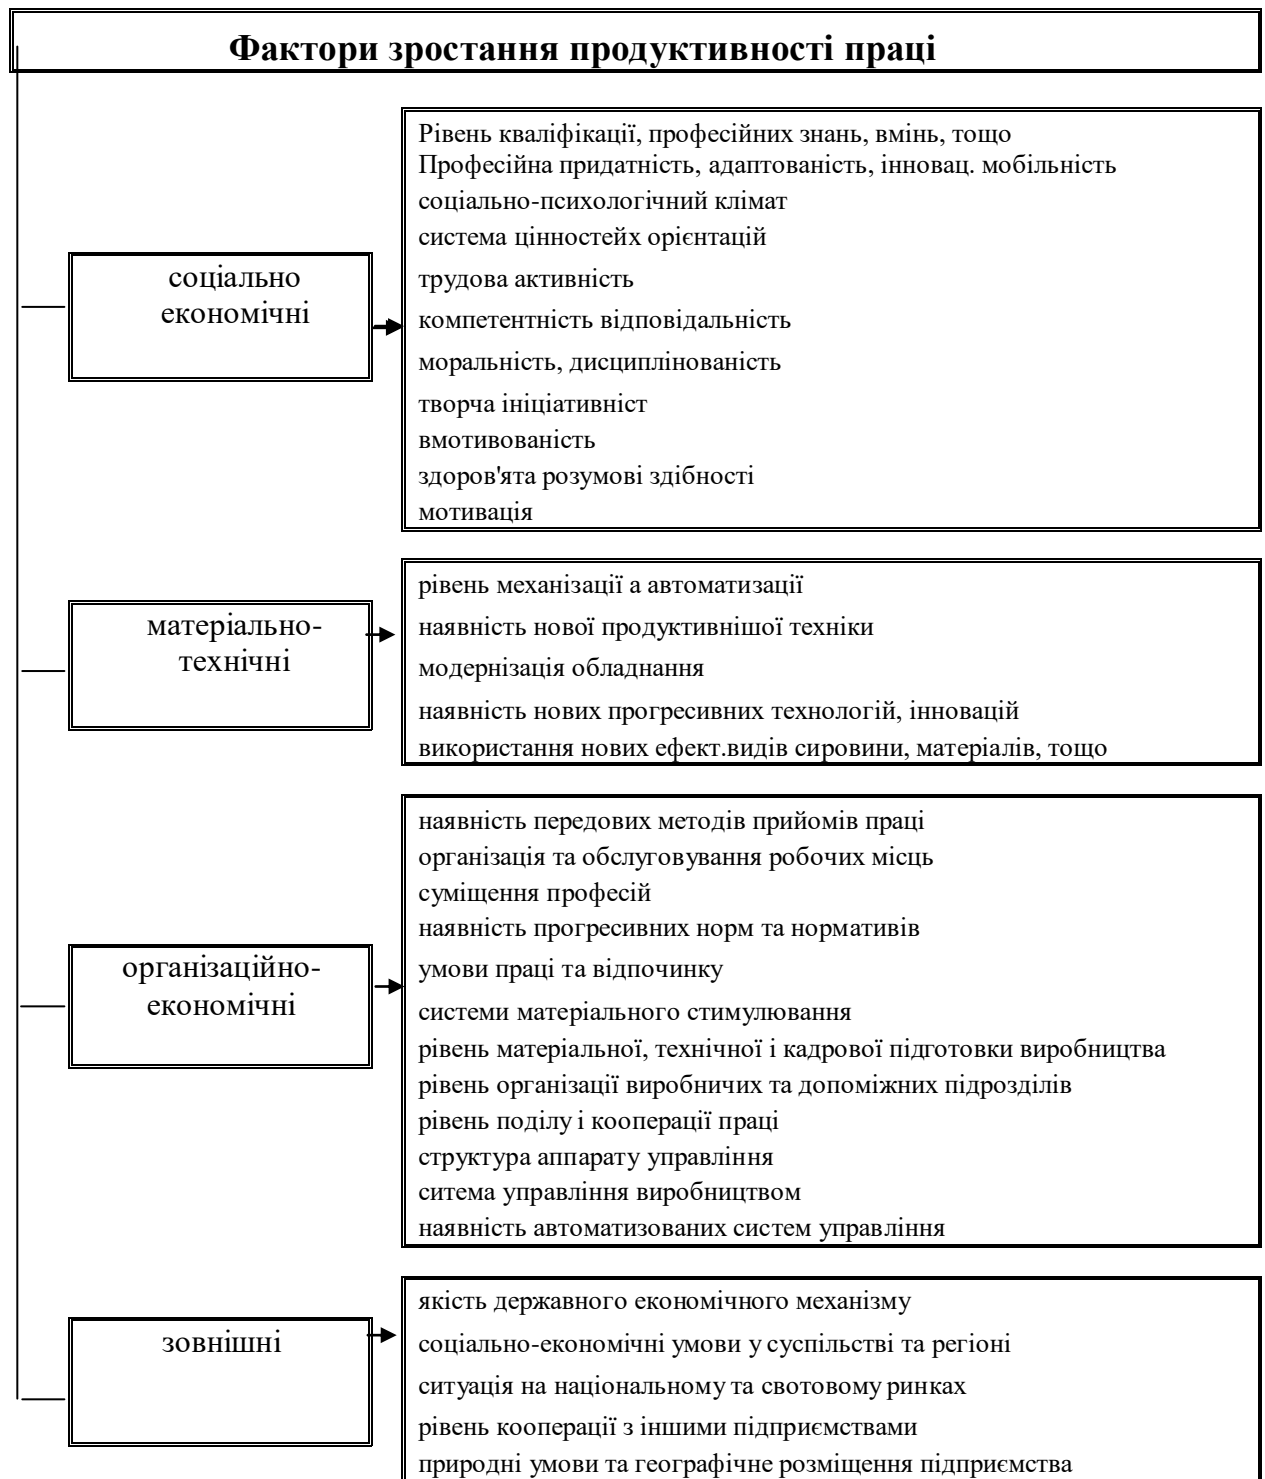 Фактори зростання продуктивності праці
соціально
економічні
Рівень кваліфікації, професійних знань, вмінь, тощо
Професійна придатність, адаптованість, інновац. мобільність
соціально-психологічний клімат
система цінностейх орієнтацій
трудова активність
компетентність відповідальність
моральність, дисциплінованість
творча ініціативніст
вмотивованість
здоров'ята розумові здібності
мотивація
матеріально-
технічні
рівень механізації а автоматизації
наявність нової продуктивнішої техніки
модернізація обладнання
наявність нових прогресивних технологій, інновацій
використання нових ефект.видів сировини, матеріалів, тощо
організаційно-
економічні
наявність передових методів прийомів праці
організація та обслуговування робочих місць
суміщення професій
наявність прогресивних норм та нормативів
умови праці та відпочинку
системи матеріального стимулювання
рівень матеріальної, технічної і кадрової підготовки виробництва
рівень організації виробничих та допоміжних підрозділів
рівень поділу і кооперації праці
структура аппарату управління
ситема управління виробництвом
наявність автоматизованих систем управління
зовнішні
якість державного економічного механізму
соціально-економічні умови у суспільстві та регіоні
ситуація на національному та свотовому ринках
рівень кооперації з іншими підприємствами
природні умови та географічне розміщення підприємства